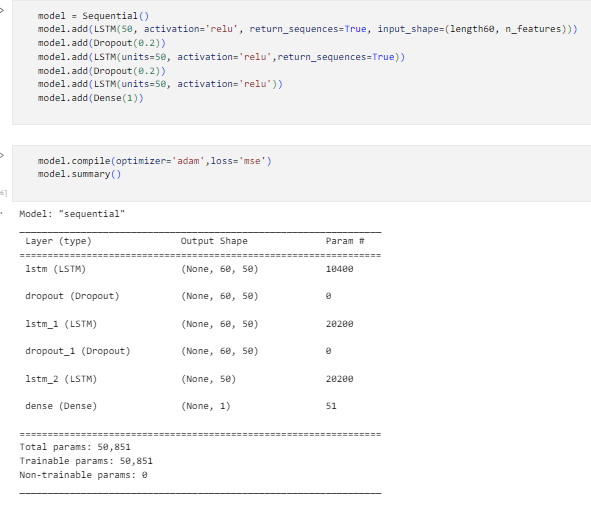 model = Sequential()
model.add(LSTM(50, activation='relu', return_sequences=True, input_shape=(length60, n_features)))
model.add(Dropout(0.2))
model.add(LSTM(units=50, activation='relu',return_sequences=True))
model.add(Dropout(0.2))
model.add(LSTM(units=50, activation='relu'))
model.add(Dense(1))
model.compile(optimizer='adam',loss='mse')
model.summary()
Model: "sequential"
Layer (type) Output Shape Param #
=================================================================
lstm (LSTM) (None, 60, 50) 10400
dropout (Dropout) (None, 60, 50) 0
lstm_1 (LSTM) (None, 60, 50) 20200
dropout_1 (Dropout) (None, 60, 50) 0
lstm_2 (LSTM) (None, 50) 20200
dense (Dense) (None, 1) 51
=================================================================
Total params: 50,851
Trainable params: 50,851
Non-trainable params: 0